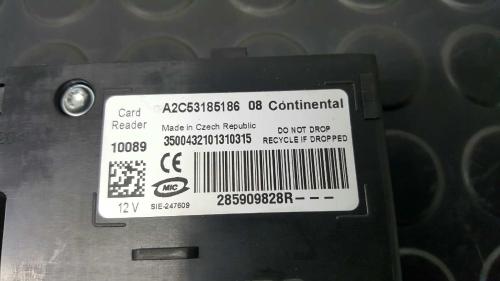 Card Reader A2C53185186 08 Continental
Made in Czech Republic DO NOT DROP
10089 3500432101310315 RECYCLE IF DROPPED
CE
MIC
12 V SIE-247609 285909828R---